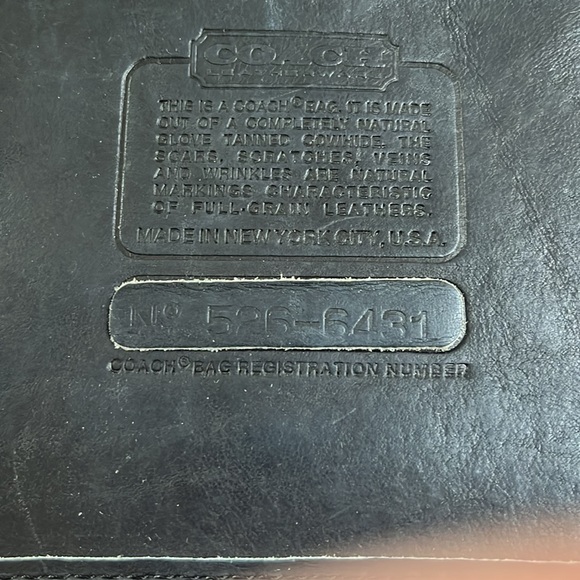 COACH
LEATHERWARE
THIS IS A COACH® BAG. IT IS MADE
OUT OF A COMPLETELY NATURAL
GLOVE TANNED COWHIDE. THE
SCARS, SCRATCHES, VEINS
AND WRINKLES ARE NATURAL
MARKINGS CHARACTERISTIC
OF FULL-GRAIN LEATHERS.
MADE IN NEW YORK CITY, U.S.A.
Nº 526-6431
COACH® BAG REGISTRATION NUMBER